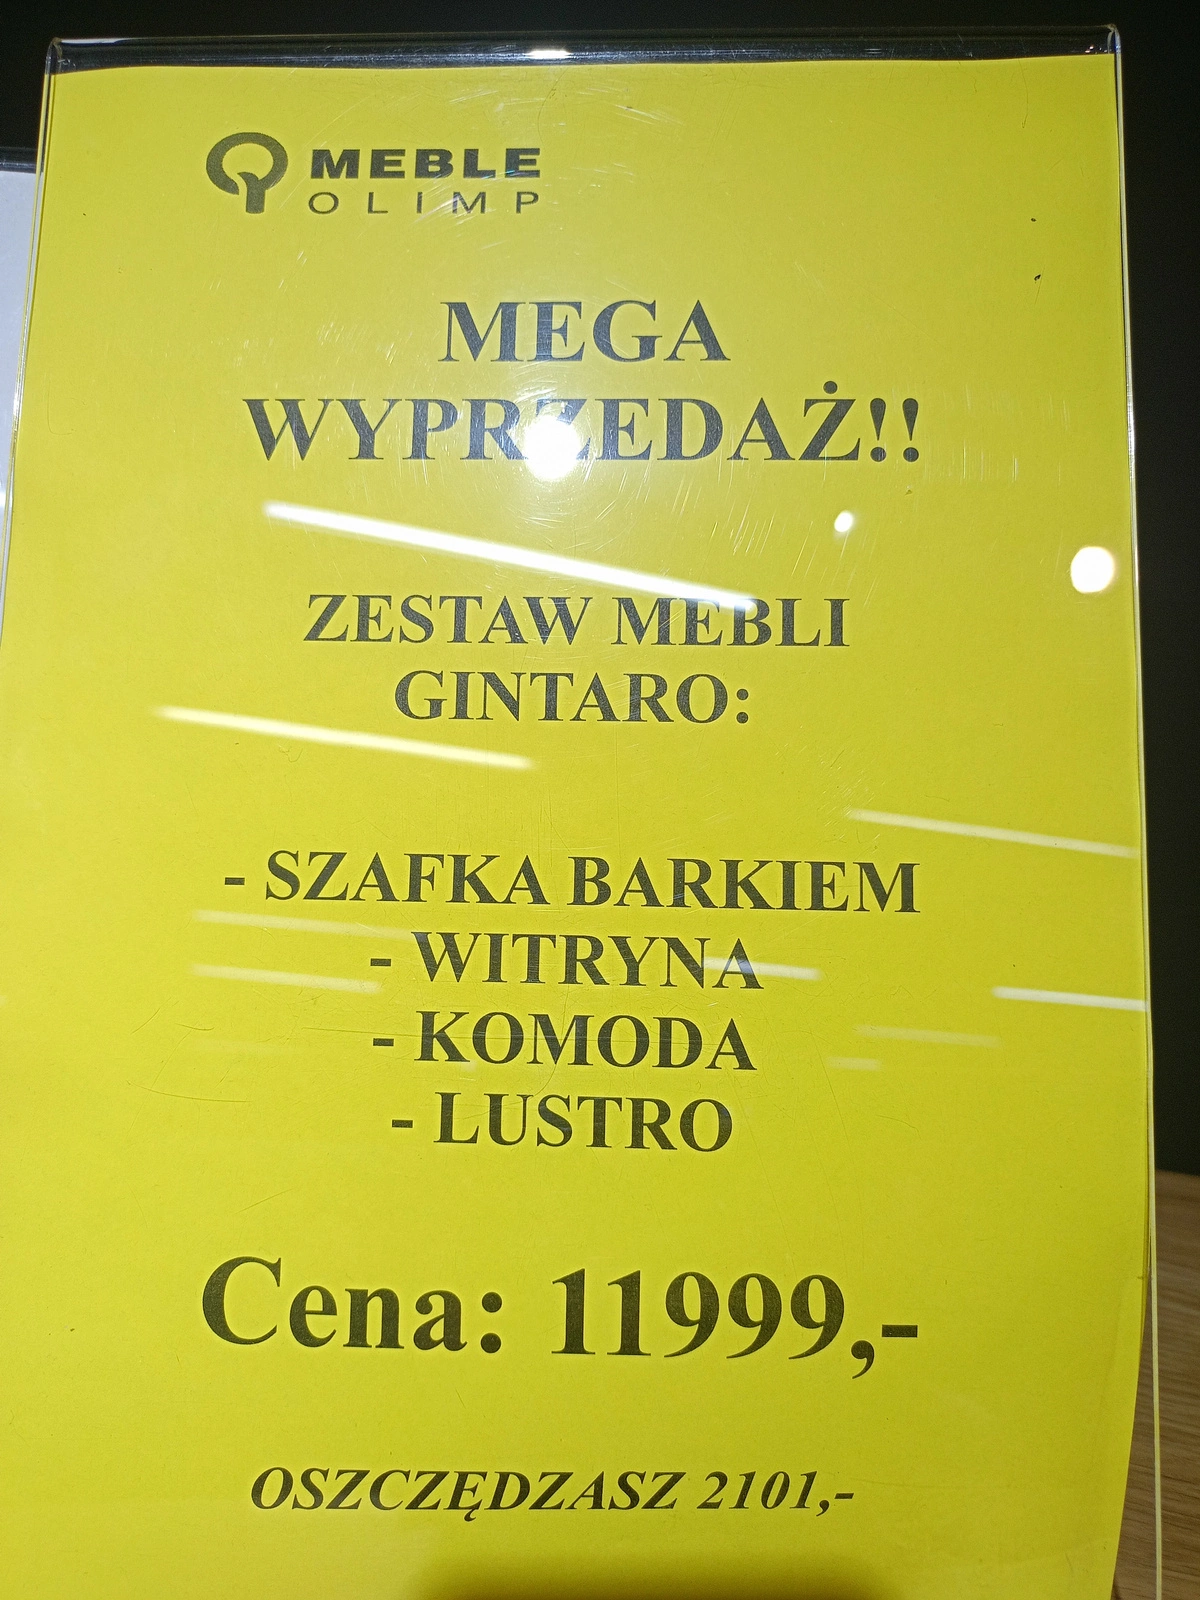 MEBLE
OLIMP
MEGA
WYPRZEDAŻ!!
ZESTAW MEBLI
GINTARO:
- SZAFKA BARKIEM
- WITRYNA
- KOMODA
- LUSTRO
Cena: 11999,-
OSZCZĘDZASZ 2101,-